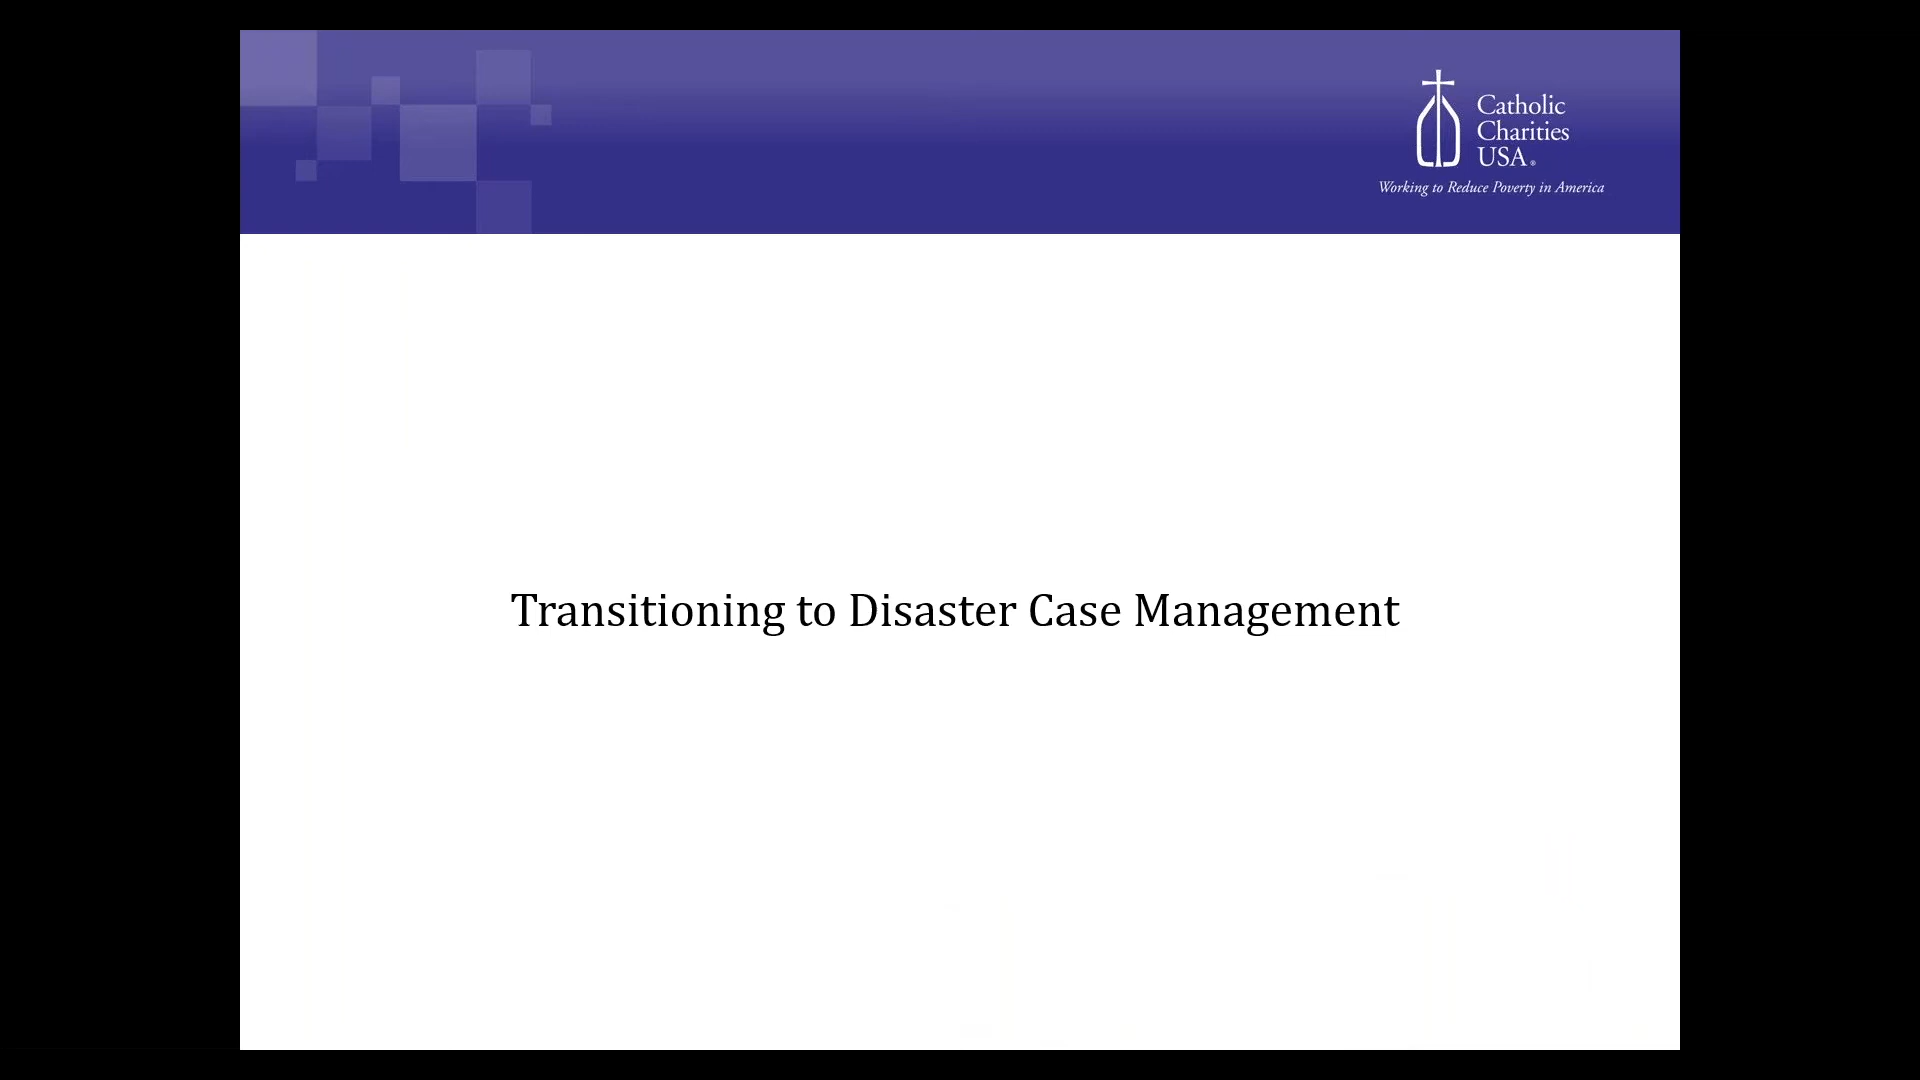 Catholic
Charities
USA®
Working to Reduce Poverty in America
Transitioning to Disaster Case Management